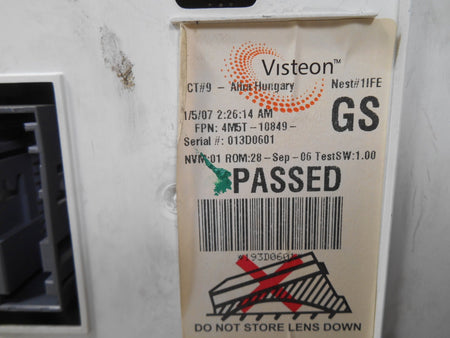 Visteon™
CT#9 - Alba Hungary Nest#1IFE
1/5/07 2:26:14 AM GS
FPN: 4M5T-10849-
Serial #: 013D0601
NVM:01 ROM:28-Sep-06 TestSW:1.00
PASSED
DO NOT STORE LENS DOWN